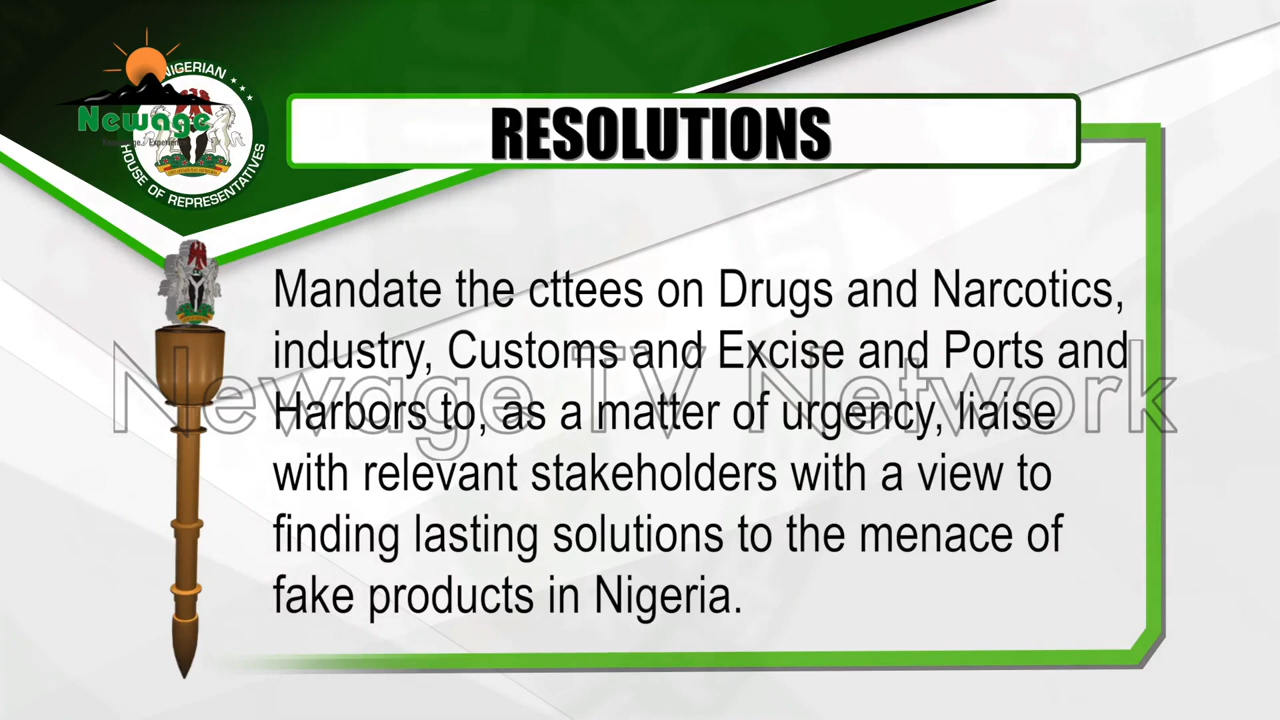 NIGERIAN
Newage
HOUSE OF REPRESENTATIVES
RESOLUTIONS
Mandate the cttees on Drugs and Narcotics,
industry, Customs and Excise and Ports and
Harbors to, as a matter of urgency, liaise
with relevant stakeholders with a view to
finding lasting solutions to the menace of
fake products in Nigeria.
Newage TV Network